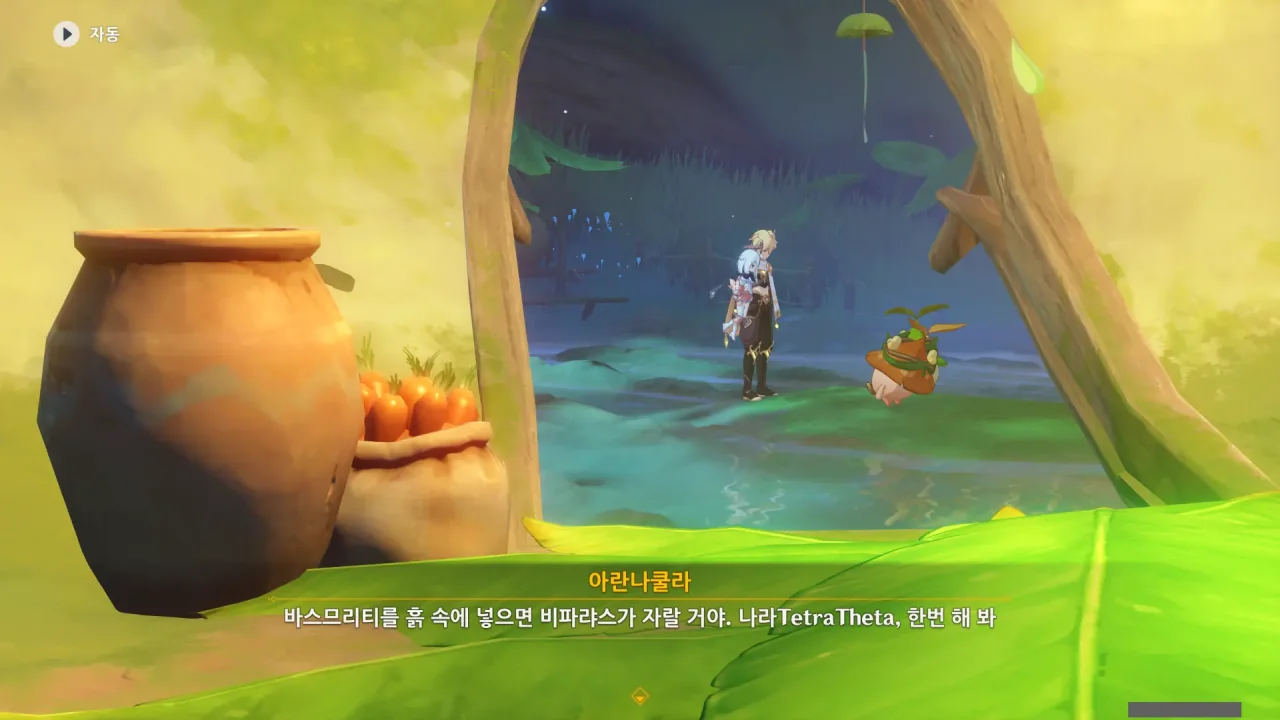 자동
아란나쿨라
바스므리티를 흙 속에 넣으면 비파랴스가 자랄 거야. 나라TetraTheta, 한번 해 봐